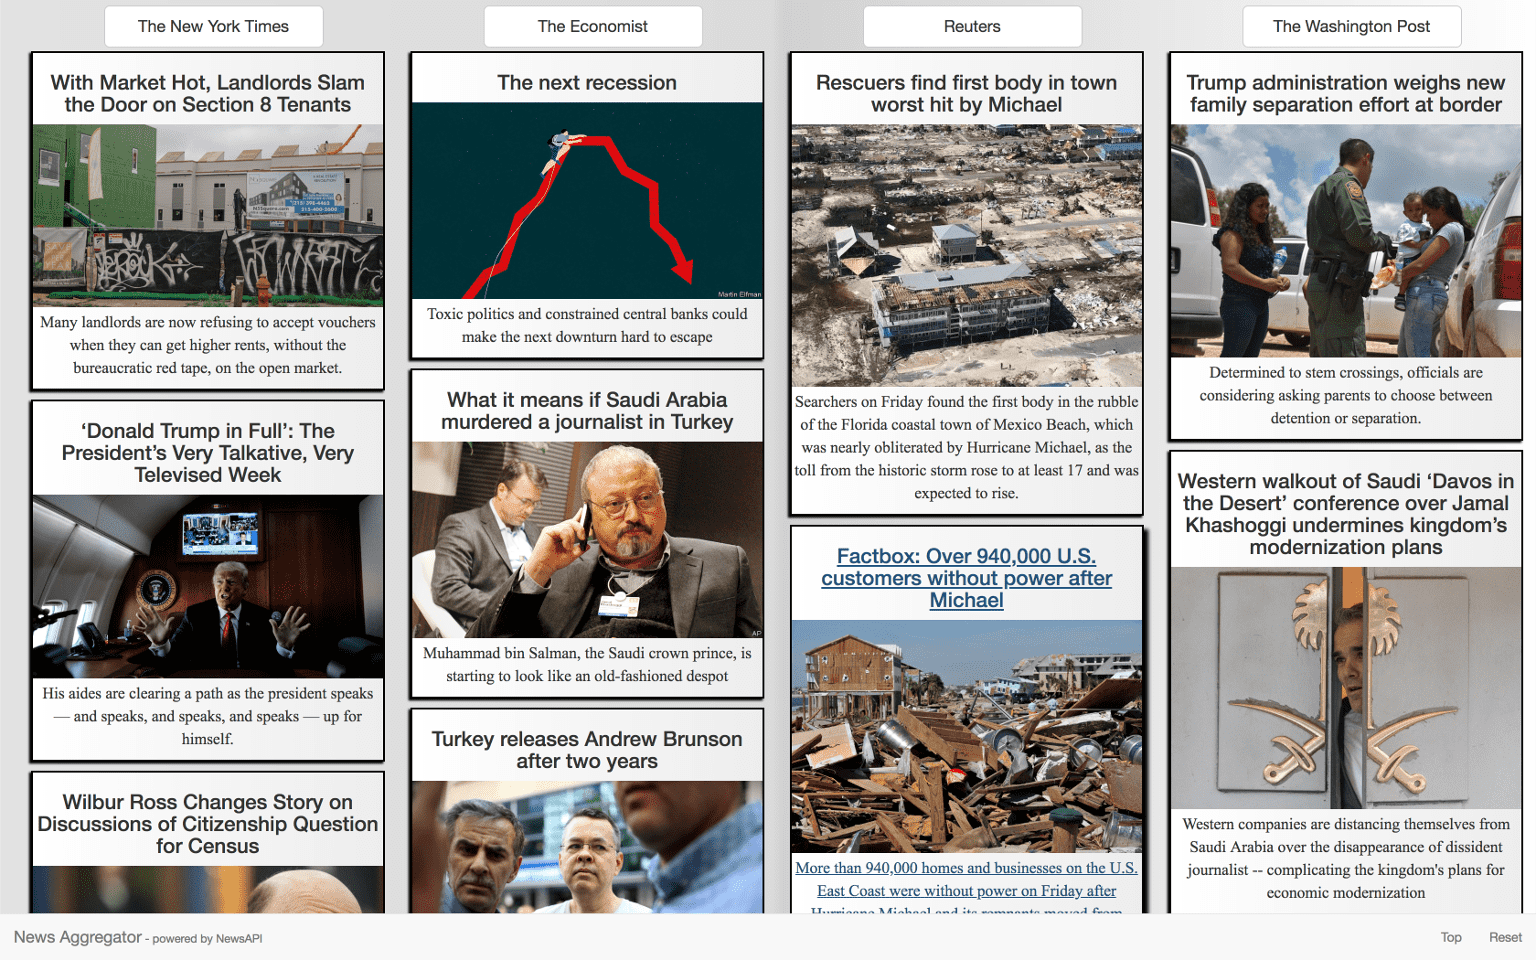 The New York Times
With Market Hot, Landlords Slam
the Door on Section 8 Tenants
Many landlords are now refusing to accept vouchers
when they can get higher rents, without the
bureaucratic red tape, on the open market.
‘Donald Trump in Full’: The
President’s Very Talkative, Very
Televised Week
His aides are clearing a path as the president speaks
— and speaks, and speaks, and speaks — up for
himself.
Wilbur Ross Changes Story on
Discussions of Citizenship Question
for Census
The Economist
The next recession
Martin Elfman
Toxic politics and constrained central banks could
make the next downturn hard to escape
What it means if Saudi Arabia
murdered a journalist in Turkey
AP
Muhammad bin Salman, the Saudi crown prince, is
starting to look like an old-fashioned despot
Turkey releases Andrew Brunson
after two years
Reuters
Rescuers find first body in town
worst hit by Michael
Searchers on Friday found the first body in the rubble
of the Florida coastal town of Mexico Beach, which
was nearly obliterated by Hurricane Michael, as the
toll from the historic storm rose to at least 17 and was
expected to rise.
Factbox: Over 940,000 U.S.
customers without power after
Michael
More than 940,000 homes and businesses on the U.S.
East Coast were without power on Friday after
Hurricane Michael and its remnants moved from
The Washington Post
Trump administration weighs new
family separation effort at border
Determined to stem crossings, officials are
considering asking parents to choose between
detention or separation.
Western walkout of Saudi ‘Davos in
the Desert’ conference over Jamal
Khashoggi undermines kingdom’s
modernization plans
Western companies are distancing themselves from
Saudi Arabia over the disappearance of dissident
journalist -- complicating the kingdom's plans for
economic modernization
News Aggregator - powered by NewsAPI
Top
Reset